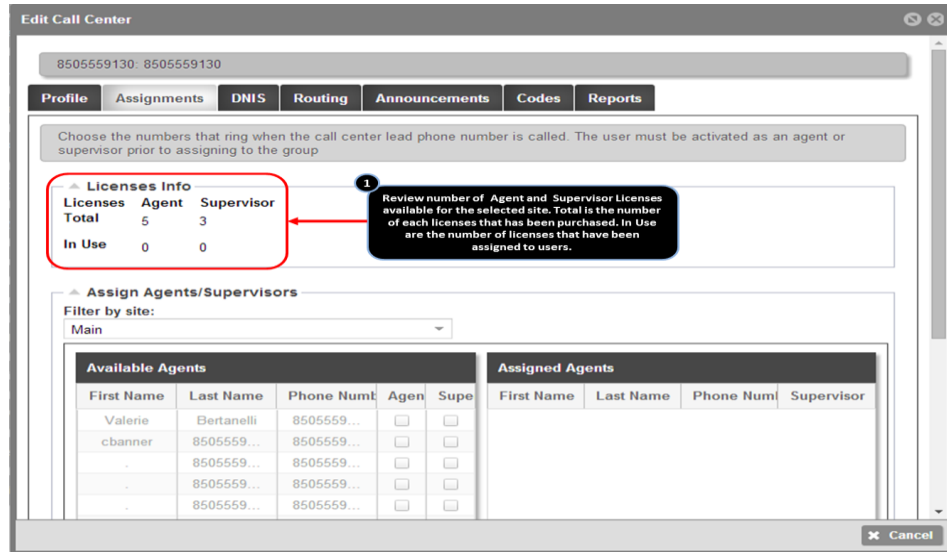 Edit Call Center
8505559130: 8505559130
Profile Assignments DNIS Routing Announcements Codes Reports
Choose the numbers that ring when the call center lead phone number is called. The user must be activated as an agent or
supervisor prior to assigning to the group
Licenses Info
Licenses Agent Supervisor
Total 5 3
In Use 0 0
1
Review number of Agent and Supervisor Licenses
available for the selected site. Total is the number
of each licenses that has been purchased. In Use
are the number of licenses that have been
assigned to users.
Assign Agents/Supervisors
Filter by site:
Main
Available Agents
First Name Last Name Phone Numb Agen Supe
Valerie Bertanelli 8505559...
cbanner 8505559... 8505559...
. 8505559... 8505559...
. 8505559... 8505559...
. 8505559... 8505559...
Assigned Agents
First Name Last Name Phone Num Supervisor
Cancel